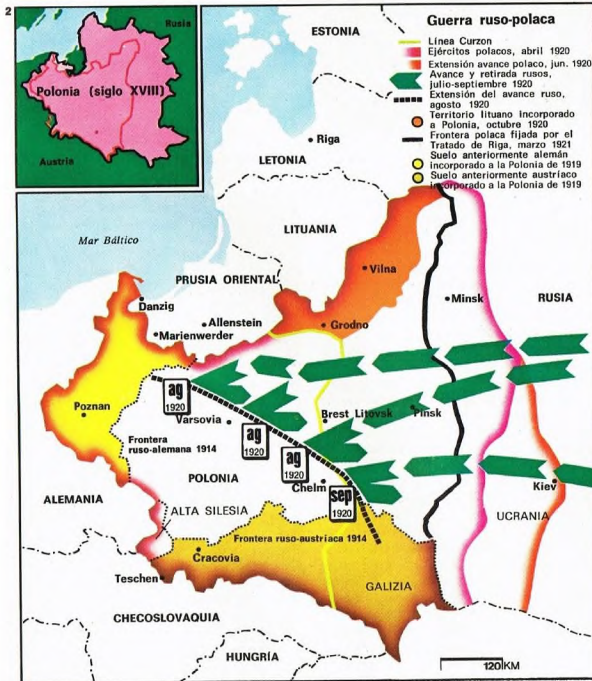 2
Rusia
Polonia (siglo XVIII)
Austria
Guerra ruso-polaca
Línea Curzon
Ejércitos polacos, abril 1920
Extensión avance polaco, jun. 1920
Avance y retirada rusos,
julio-septiembre 1920
Extensión del avance ruso,
agosto 1920
Territorio lituano incorporado
a Polonia, octubre 1920
Frontera polaca fijada por el
Tratado de Riga, marzo 1921
Suelo anteriormente alemán
incorporado a la Polonia de 1919
Suelo anteriormente austríaco
incorporado a la Polonia de 1919
ESTONIA
Riga
LETONIA
Mar Báltico
LITUANIA
PRUSIA ORIENTAL
Vilna
Danzig
Minsk
RUSIA
Allenstein
Marienwerder
Grodno
ag
1920
Poznan
Varsovia
Brest Litovsk
Pinsk
ag
1920
Frontera
ruso-alemana 1914
ag
1920
POLONIA
Chelm
sep
1920
Kiev
ALEMANIA
ALTA SILESIA
UCRANIA
Frontera ruso-austríaca 1914
Cracovia
Teschen
GALIZIA
CHECOSLOVAQUIA
HUNGRÍA
120 KM